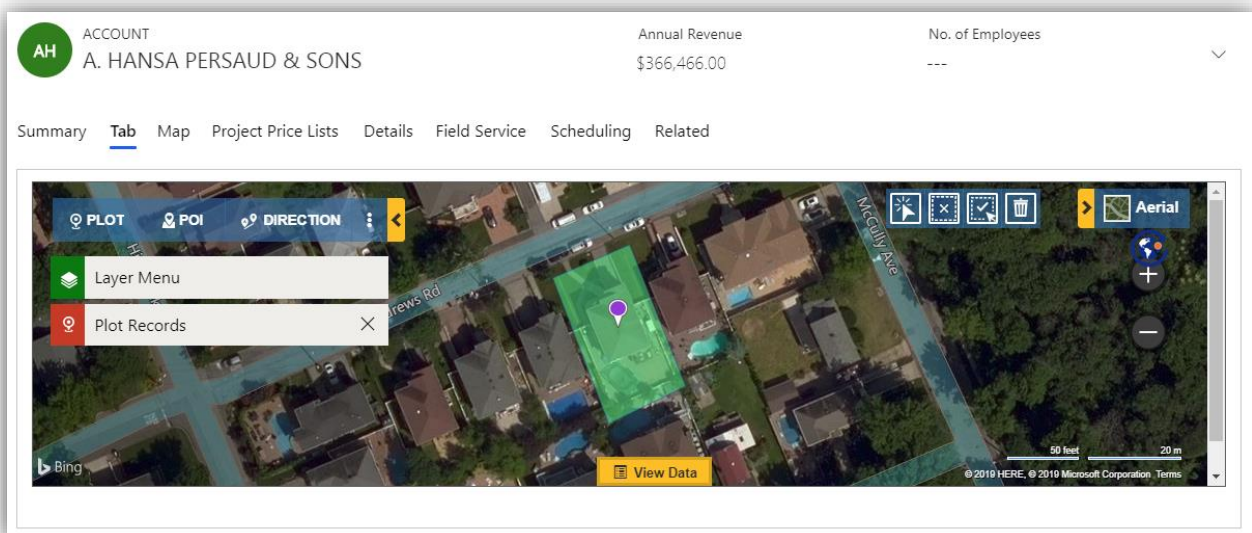 AH
ACCOUNT
A. HANSA PERSAUD & SONS
Annual Revenue
$366,466.00
No. of Employees
---
Summary Tab Map Project Price Lists Details Field Service Scheduling Related
PLOT POI DIRECTION
Aerial
Layer Menu
Plot Records
McCully Ave
rews Rd
Bing
View Data
50 feet 20 m
© 2019 HERE, © 2019 Microsoft Corporation Terms